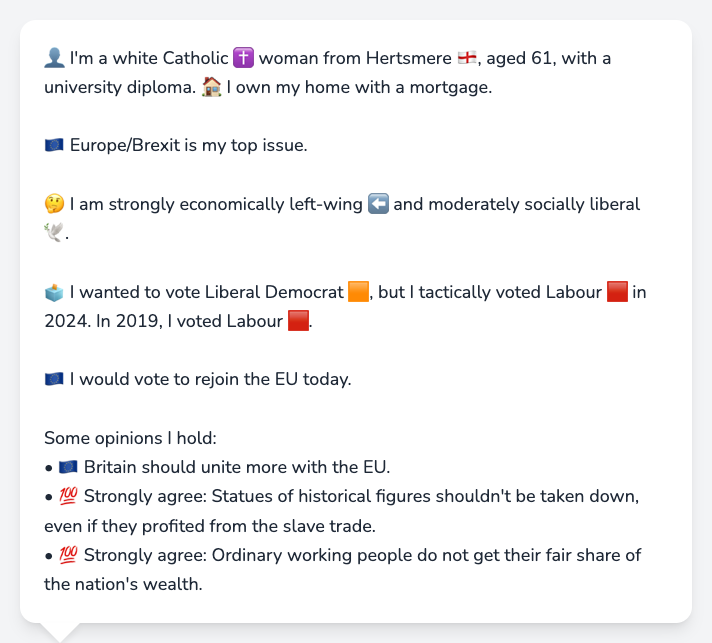 👤 I'm a white Catholic ✝️ woman from Hertsmere 🏴󠁧󠁢󠁥󠁮󠁧󠁿, aged 61, with a
university diploma. 🏠 I own my home with a mortgage.
🇪🇺 Europe/Brexit is my top issue.
🤔 I am strongly economically left-wing ⬅️ and moderately socially liberal
🕊️.
🗳️ I wanted to vote Liberal Democrat 🟧, but I tactically voted Labour 🟥 in
2024. In 2019, I voted Labour 🟥.
🇪🇺 I would vote to rejoin the EU today.
Some opinions I hold:
• 🇪🇺 Britain should unite more with the EU.
• 💯 Strongly agree: Statues of historical figures shouldn't be taken down,
even if they profited from the slave trade.
• 💯 Strongly agree: Ordinary working people do not get their fair share of
the nation's wealth.